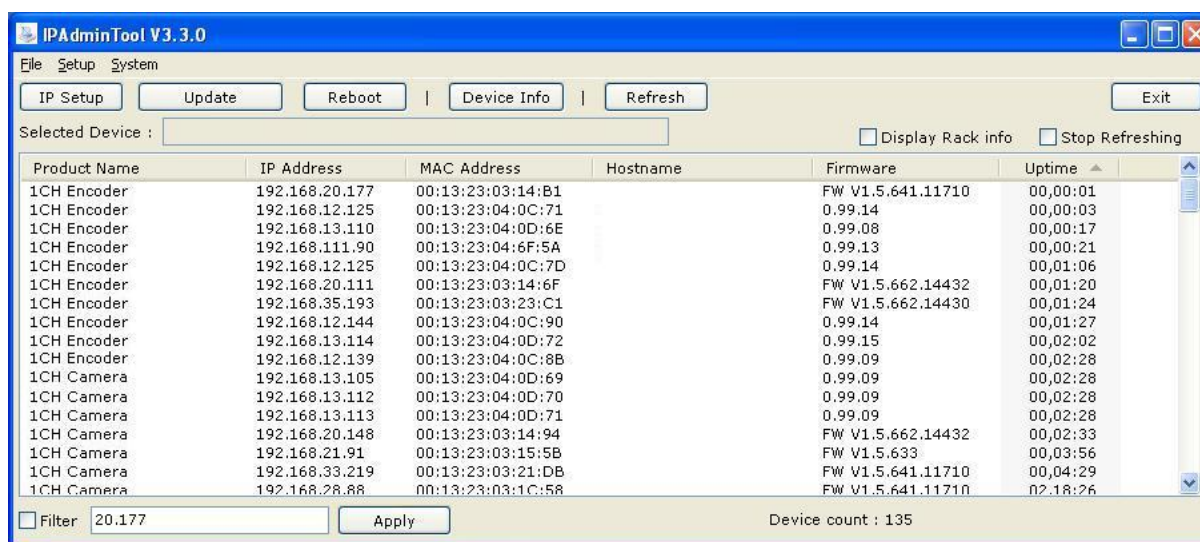 IPAdminTool V3.3.0
File Setup System
IP Setup Update Reboot | Device Info | Refresh Exit
Selected Device : Display Rack info Stop Refreshing
Product Name IP Address MAC Address Hostname Firmware Uptime
1CH Encoder 192.168.20.177 00:13:23:03:14:B1 FW V1.5.641.11710 00,00:01
1CH Encoder 192.168.12.125 00:13:23:04:0C:71 0.99.14 00,00:03
1CH Encoder 192.168.13.110 00:13:23:04:0D:6E 0.99.08 00,00:17
1CH Encoder 192.168.111.90 00:13:23:04:6F:5A 0.99.13 00,00:21
1CH Encoder 192.168.12.125 00:13:23:04:0C:7D 0.99.14 00,01:06
1CH Encoder 192.168.20.111 00:13:23:03:14:6F FW V1.5.662.14432 00,01:20
1CH Encoder 192.168.35.193 00:13:23:03:23:C1 FW V1.5.662.14430 00,01:24
1CH Encoder 192.168.12.144 00:13:23:04:0C:90 0.99.14 00,01:27
1CH Encoder 192.168.13.114 00:13:23:04:0D:72 0.99.15 00,02:02
1CH Encoder 192.168.12.139 00:13:23:04:0C:8B 0.99.09 00,02:28
1CH Camera 192.168.13.105 00:13:23:04:0D:69 0.99.09 00,02:28
1CH Camera 192.168.13.112 00:13:23:04:0D:70 0.99.09 00,02:28
1CH Camera 192.168.13.113 00:13:23:04:0D:71 0.99.09 00,02:28
1CH Camera 192.168.20.148 00:13:23:03:14:94 FW V1.5.662.14432 00,02:33
1CH Camera 192.168.21.91 00:13:23:03:15:5B FW V1.5.633 00,03:56
1CH Camera 192.168.33.219 00:13:23:03:21:DB FW V1.5.641.11710 00,04:29
1CH Camera 192.168.28.88 00:13:23:03:1C:58 FW V1.5.641.11710 02,18:26
Filter 20.177 Apply Device count : 135